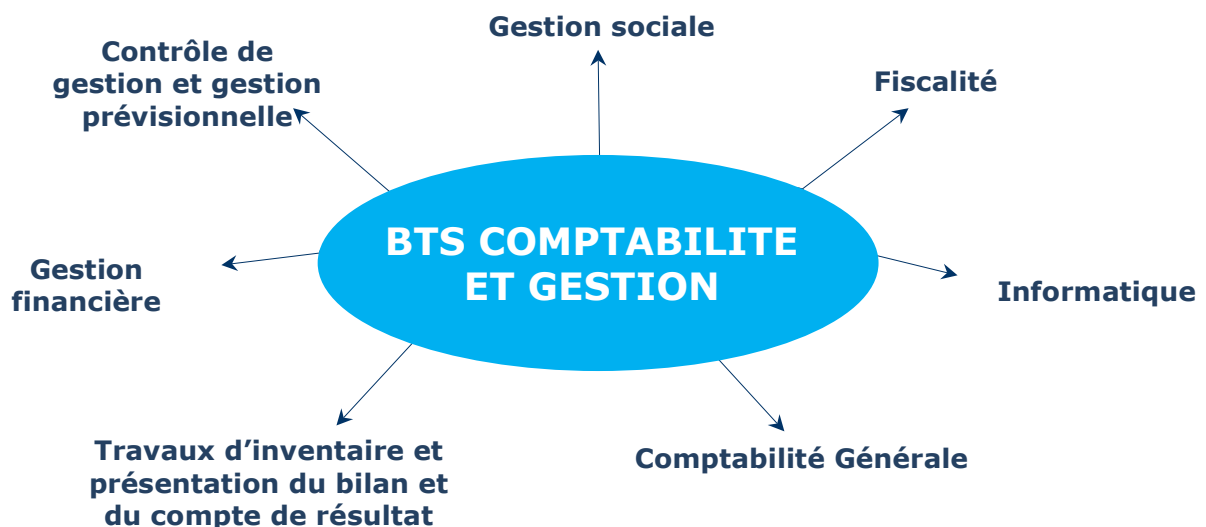 Gestion sociale
Contrôle de
gestion et gestion
prévisionnelle
Fiscalité
BTS COMPTABILITE
ET GESTION
Gestion
financière
Informatique
Travaux d’inventaire et
présentation du bilan et
du compte de résultat
Comptabilité Générale